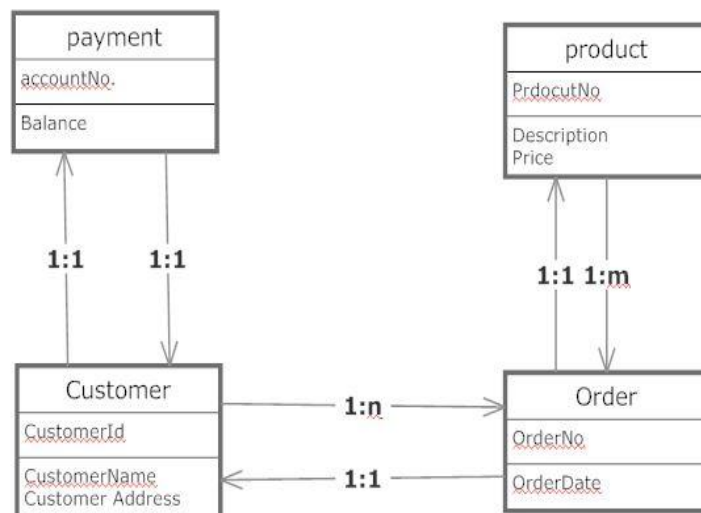 payment
accountNo.
Balance
product
PrdocutNo
Description
Price
1:1
1:1
1:1
1:m
Customer
CustomerId
CustomerName
Customer Address
1:n
1:1
Order
OrderNo
OrderDate